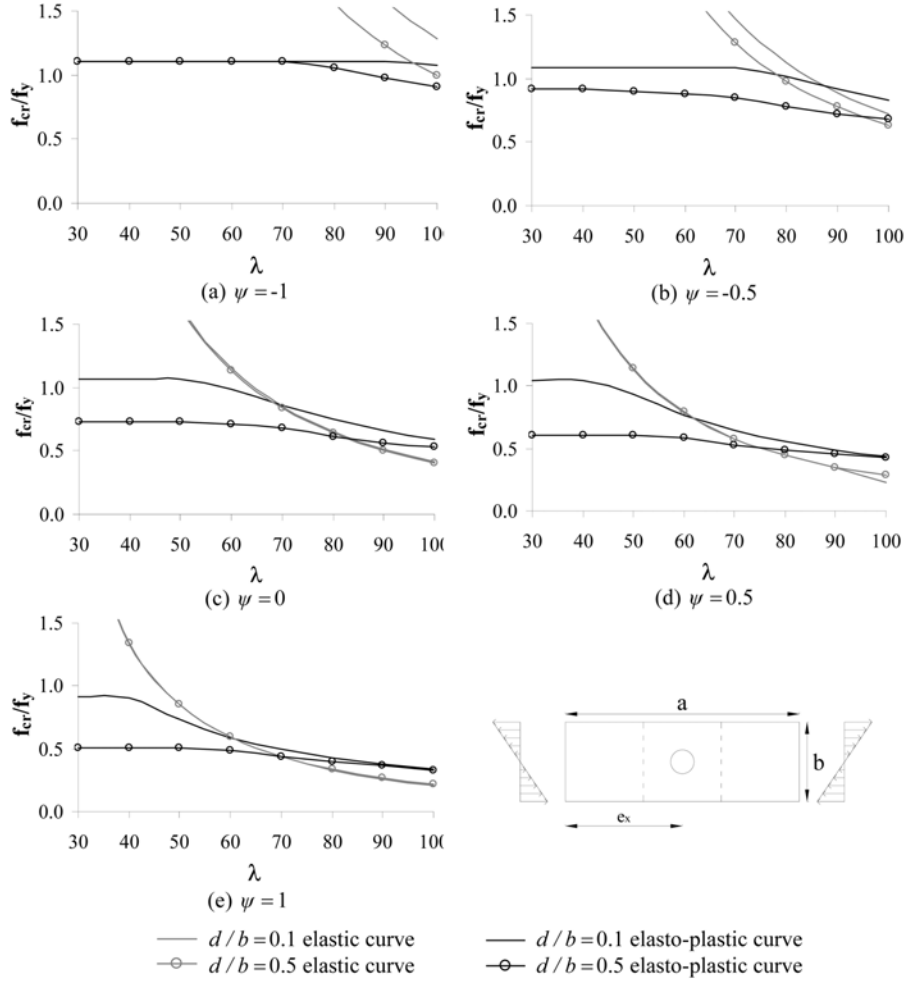 1.5
1.0
0.5
0.0
f_cr/f_y
30 40 50 60 70 80 90 100
λ
(a) ψ = -1
1.5
1.0
0.5
0.0
f_cr/f_y
30 40 50 60 70 80 90 100
λ
(b) ψ = -0.5
1.5
1.0
0.5
0.0
f_cr/f_y
30 40 50 60 70 80 90 100
λ
(c) ψ = 0
1.5
1.0
0.5
0.0
f_cr/f_y
30 40 50 60 70 80 90 100
λ
(d) ψ = 0.5
1.5
1.0
0.5
0.0
f_cr/f_y
30 40 50 60 70 80 90 100
λ
(e) ψ = 1
a
b
e_x
d / b = 0.1 elastic curve
d / b = 0.1 elasto-plastic curve
d / b = 0.5 elastic curve
d / b = 0.5 elasto-plastic curve